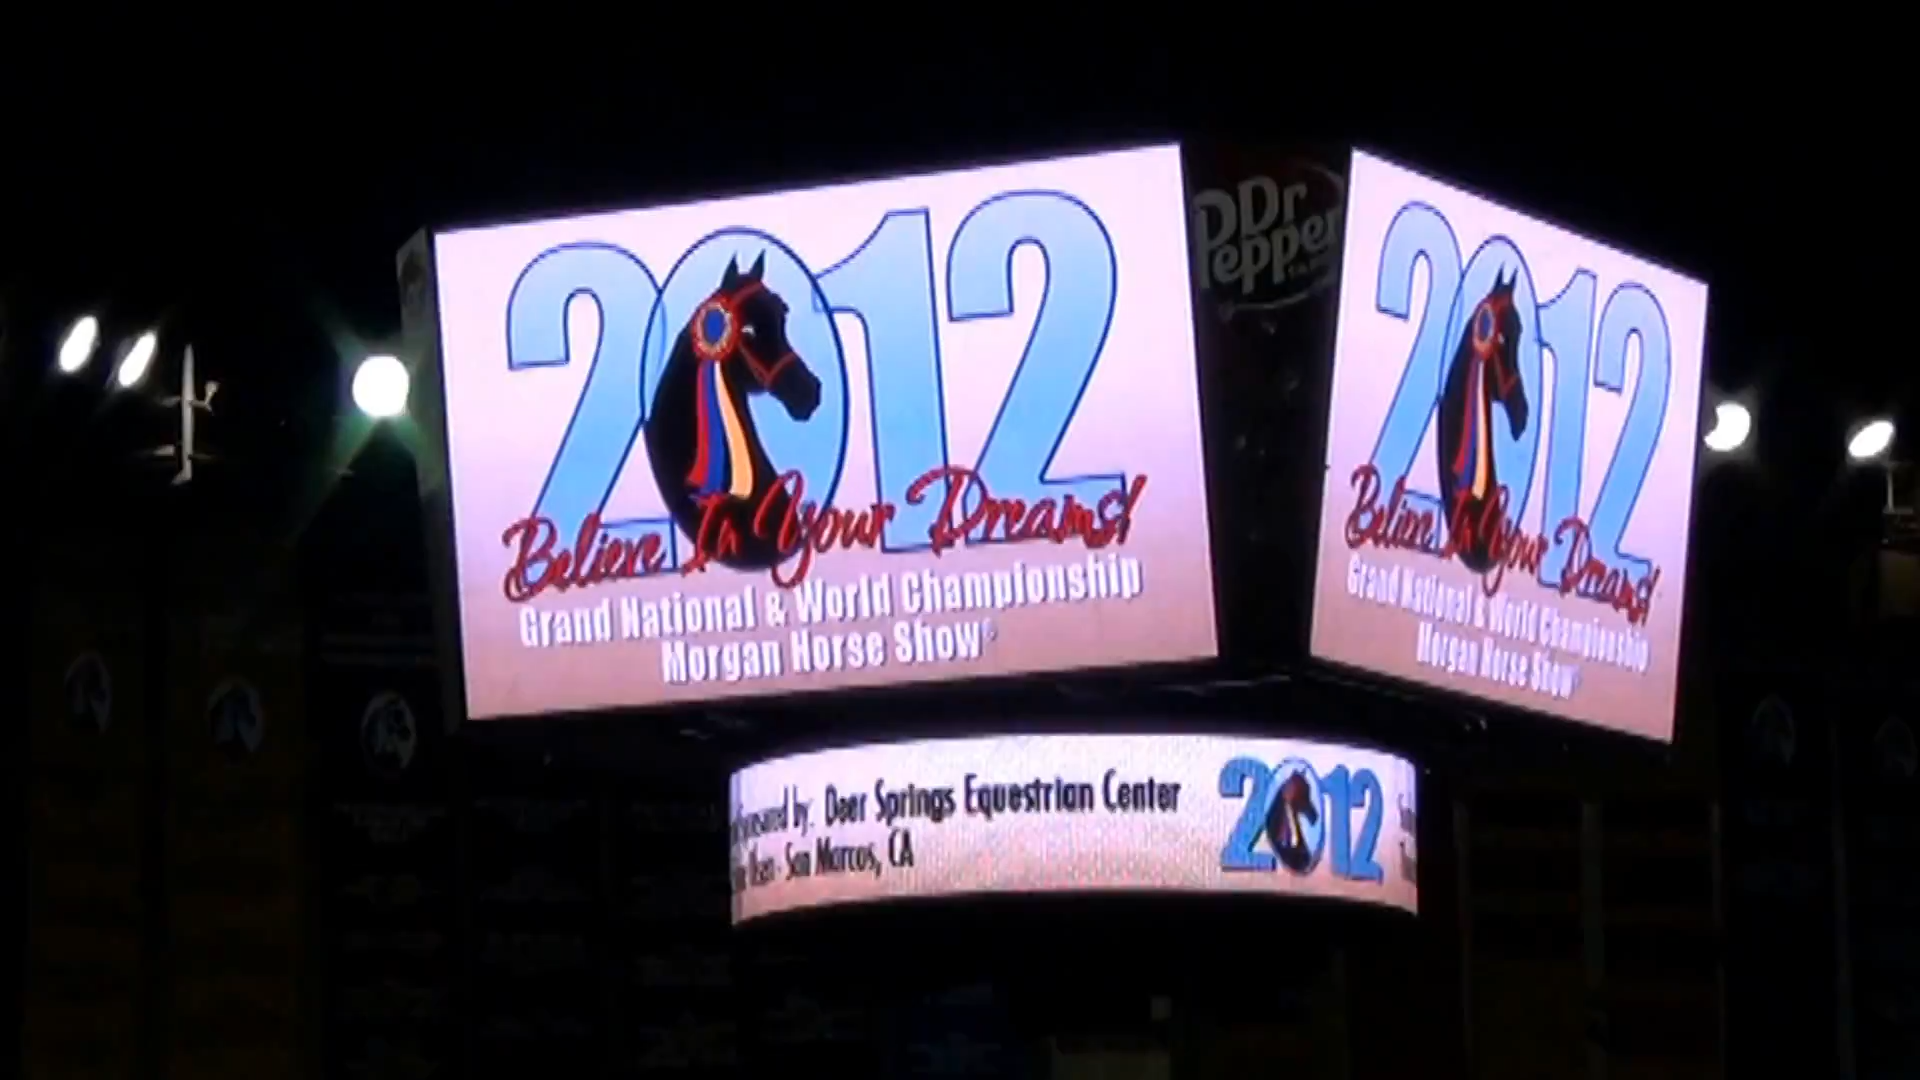 2012
Believe In Your Dreams!
Grand National & World Championship
Morgan Horse Show
Dr
Pepper
2012
Believe In Your Dreams!
Grand National & World Championship
Morgan Horse Show
by: Deer Springs Equestrian Center
San Marcos, CA
2012